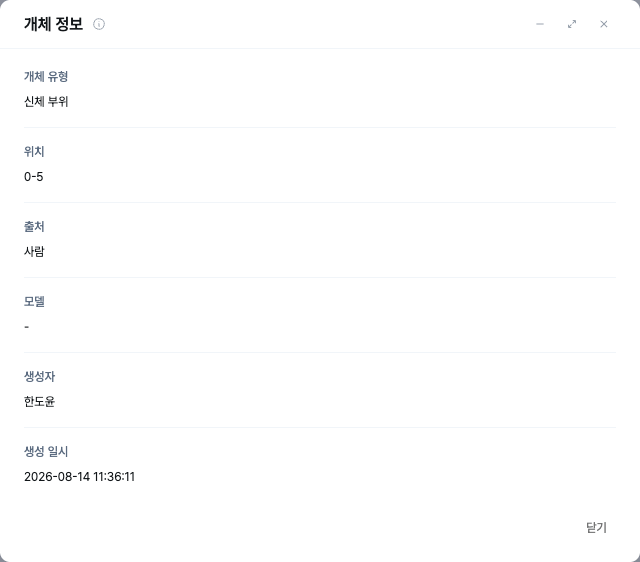 개체 정보
개체 유형
신체 부위
위치
0-5
출처
사람
모델
-
생성자
한도윤
생성 일시
2026-08-14 11:36:11
닫기